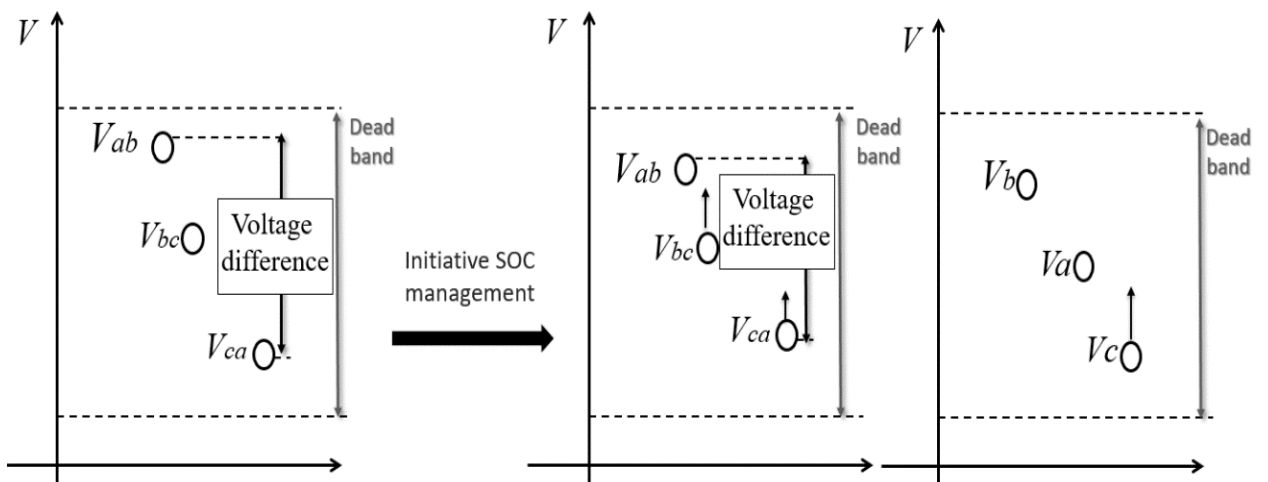 V
Dead
band
Vab
Vbc
Voltage
difference
Vca
Initiative SOC
management
V
Dead
band
Vab
Vbc
Voltage
difference
Vca
V
Dead
band
Vb
Va
Vc